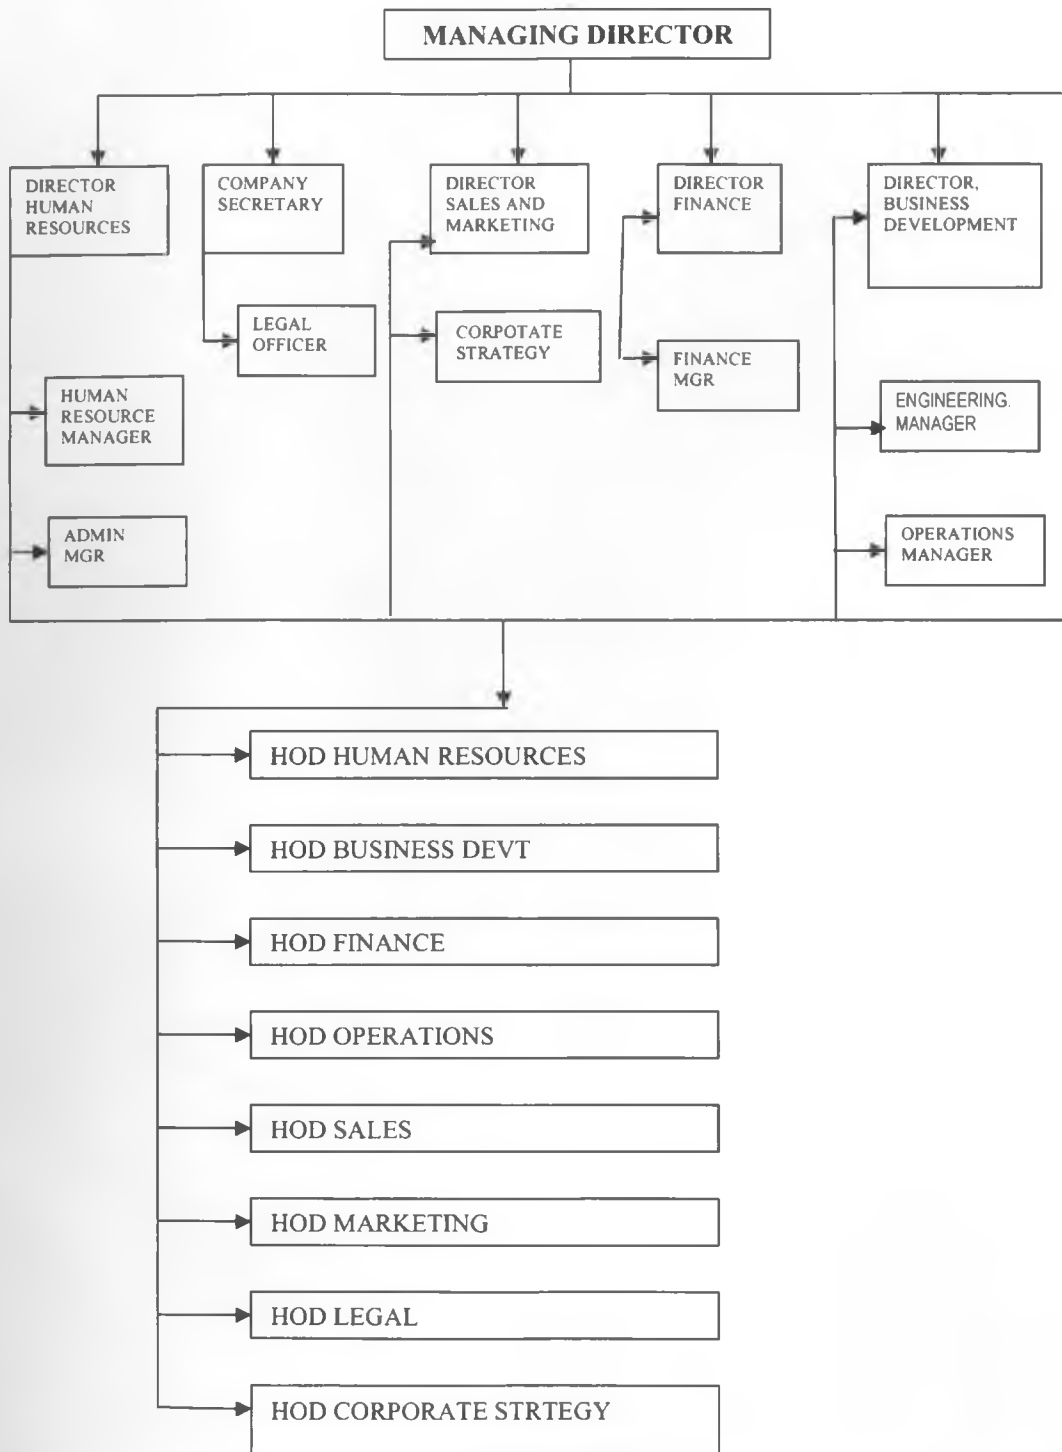 MANAGING DIRECTOR
DIRECTOR
HUMAN
RESOURCES
COMPANY
SECRETARY
DIRECTOR
SALES AND
MARKETING
DIRECTOR
FINANCE
DIRECTOR,
BUSINESS
DEVELOPMENT
LEGAL
OFFICER
CORPOTATE
STRATEGY
FINANCE
MGR
HUMAN
RESOURCE
MANAGER
ENGINEERING.
MANAGER
ADMIN
MGR
OPERATIONS
MANAGER
HOD HUMAN RESOURCES
HOD BUSINESS DEVT
HOD FINANCE
HOD OPERATIONS
HOD SALES
HOD MARKETING
HOD LEGAL
HOD CORPORATE STRTEGY